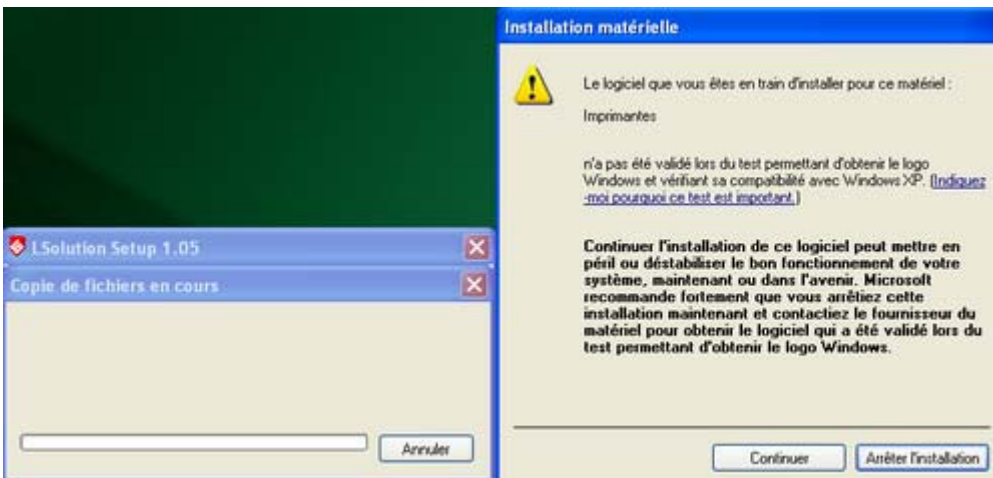 LSolution Setup 1.05
Copie de fichiers en cours
Annuler
Installation matérielle
Le logiciel que vous êtes en train d'installer pour ce matériel :
Imprimantes
n'a pas été validé lors du test permettant d'obtenir le logo
Windows et vérifiant sa compatibilité avec Windows XP. (Indiquez
-moi pourquoi ce test est important.)
Continuer l'installation de ce logiciel peut mettre en
péril ou déstabiliser le bon fonctionnement de votre
système, maintenant ou dans l'avenir. Microsoft
recommande fortement que vous arrêtiez cette
installation maintenant et contactiez le fournisseur du
matériel pour obtenir le logiciel qui a été validé lors du
test permettant d'obtenir le logo Windows.
Continuer
Arrêter l'installation